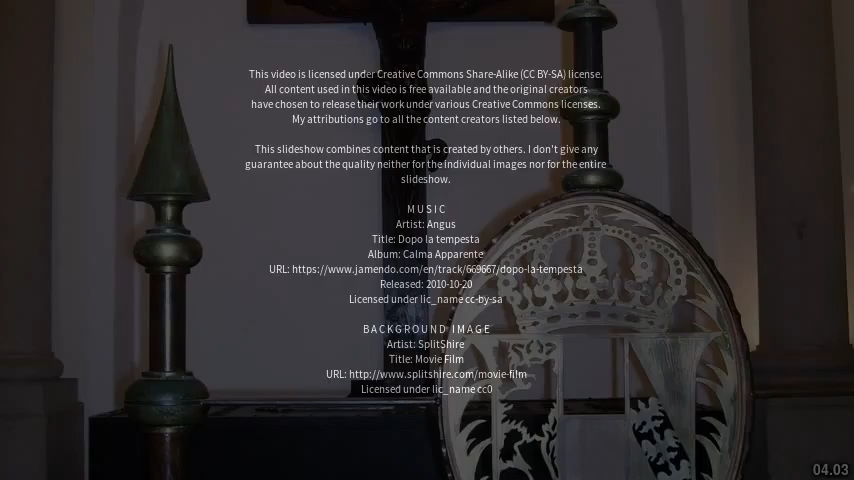 This video is licensed under Creative Commons Share-Alike (CC BY-SA) license.
All content used in this video is free available and the original creators
have chosen to release their work under various Creative Commons licenses.
My attributions go to all the content creators listed below.
This slideshow combines content that is created by others. I don't give any
guarantee about the quality neither for the individual images nor for the entire
slideshow.
MUSIC
Artist: Angus
Title: Dopo la tempesta
Album: Calma Apparente
URL: https://www.jamendo.com/en/track/669667/dopo-la-tempesta
Released: 2010-10-20
Licensed under lic_name cc-by-sa
BACKGROUND IMAGE
Artist: SplitShire
Title: Movie Film
URL: http://www.splitshire.com/movie-film
Licensed under lic_name cc0
04.03